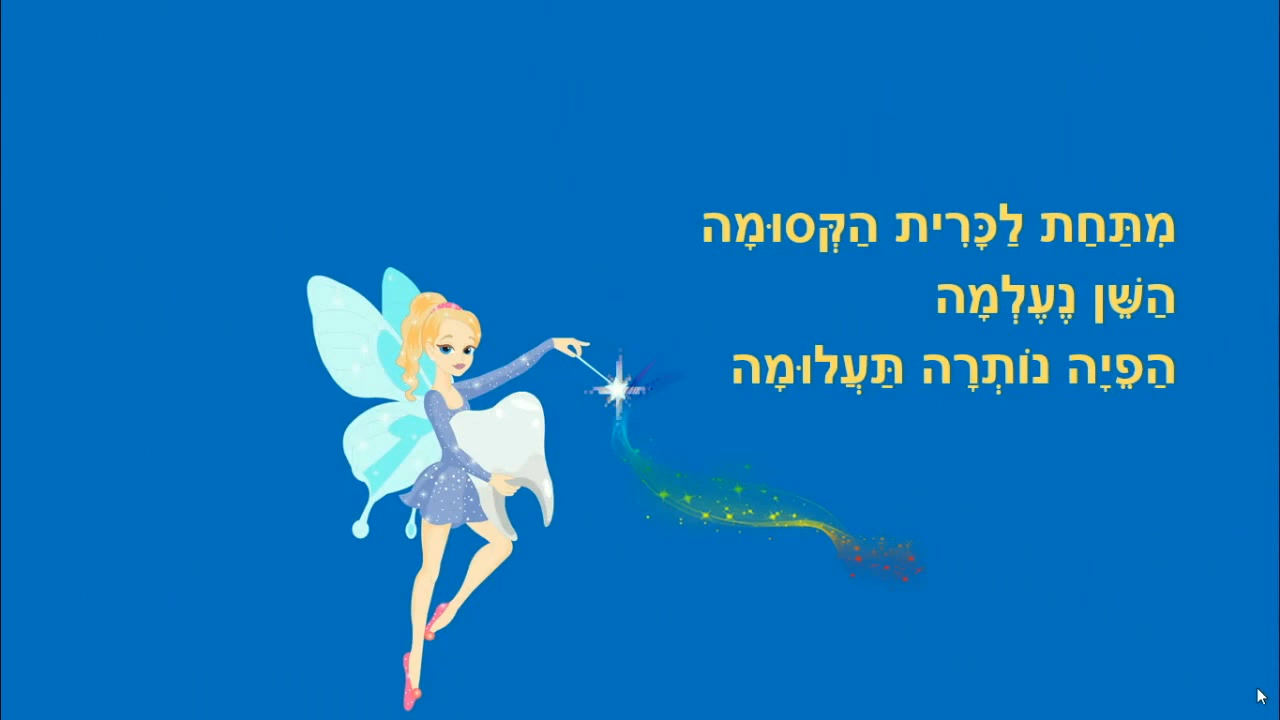 מִתַּחַת לַכָּרִית הַקְּסוּמָה
הַשֵּׁן נֶעֶלְמָה
הַפֵיָה נוֹתְרָה תַּעֲלוּמָה